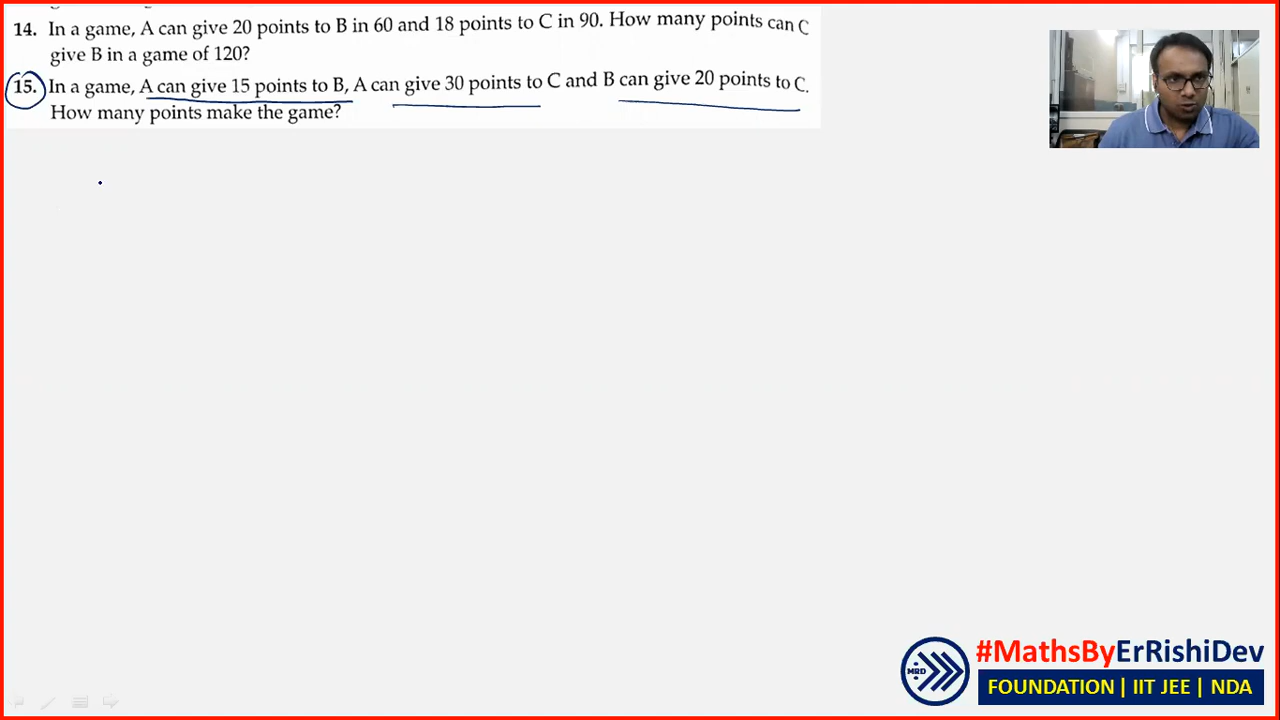 14. In a game, A can give 20 points to B in 60 and 18 points to C in 90. How many points can C
give B in a game of 120?
15. In a game, A can give 15 points to B, A can give 30 points to C and B can give 20 points to C.
How many points make the game?
MRD
#MathsByErRishiDev
FOUNDATION | IIT JEE | NDA